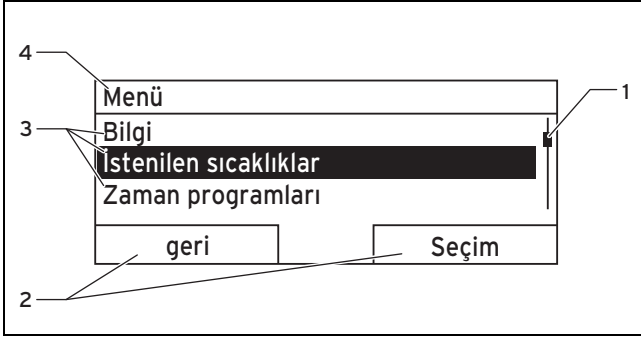 4
Menü
1
3
Bilgi
İstenilen sıcaklıklar
Zaman programları
geri Seçim
2